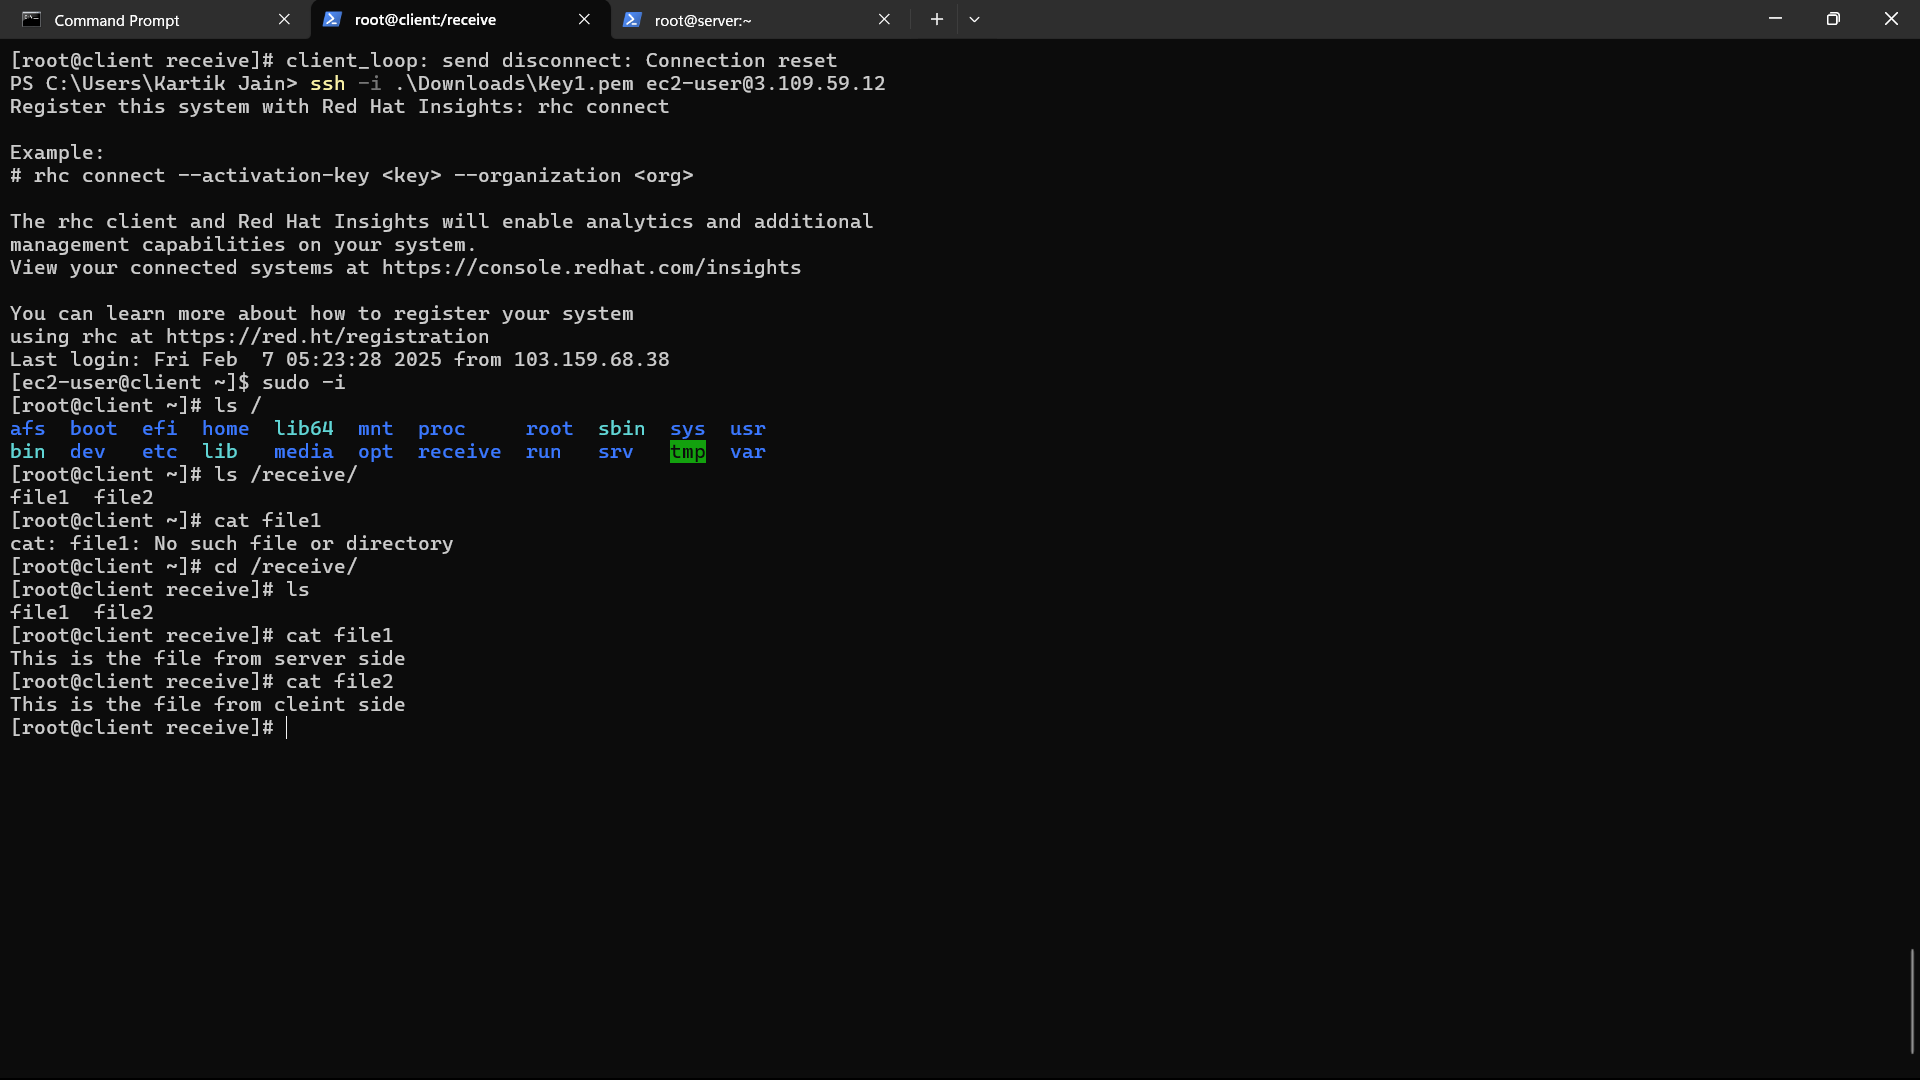 Command Prompt
root@client:/receive
root@server:~
[root@client receive]# client_loop: send disconnect: Connection reset
PS C:\Users\Kartik Jain> ssh -i .\Downloads\Key1.pem ec2-user@3.109.59.12
Register this system with Red Hat Insights: rhc connect
Example:
# rhc connect --activation-key <key> --organization <org>
The rhc client and Red Hat Insights will enable analytics and additional
management capabilities on your system.
View your connected systems at https://console.redhat.com/insights
You can learn more about how to register your system
using rhc at https://red.ht/registration
Last login: Fri Feb  7 05:23:28 2025 from 103.159.68.38
[ec2-user@client ~]$ sudo -i
[root@client ~]# ls /
afs  boot  efi  home  lib64  mnt  proc     root  sbin  sys  usr
bin  dev   etc  lib   media  opt  receive  run   srv   tmp  var
[root@client ~]# ls /receive/
file1  file2
[root@client ~]# cat file1
cat: file1: No such file or directory
[root@client ~]# cd /receive/
[root@client receive]# ls
file1  file2
[root@client receive]# cat file1
This is the file from server side
[root@client receive]# cat file2
This is the file from cleint side
[root@client receive]#